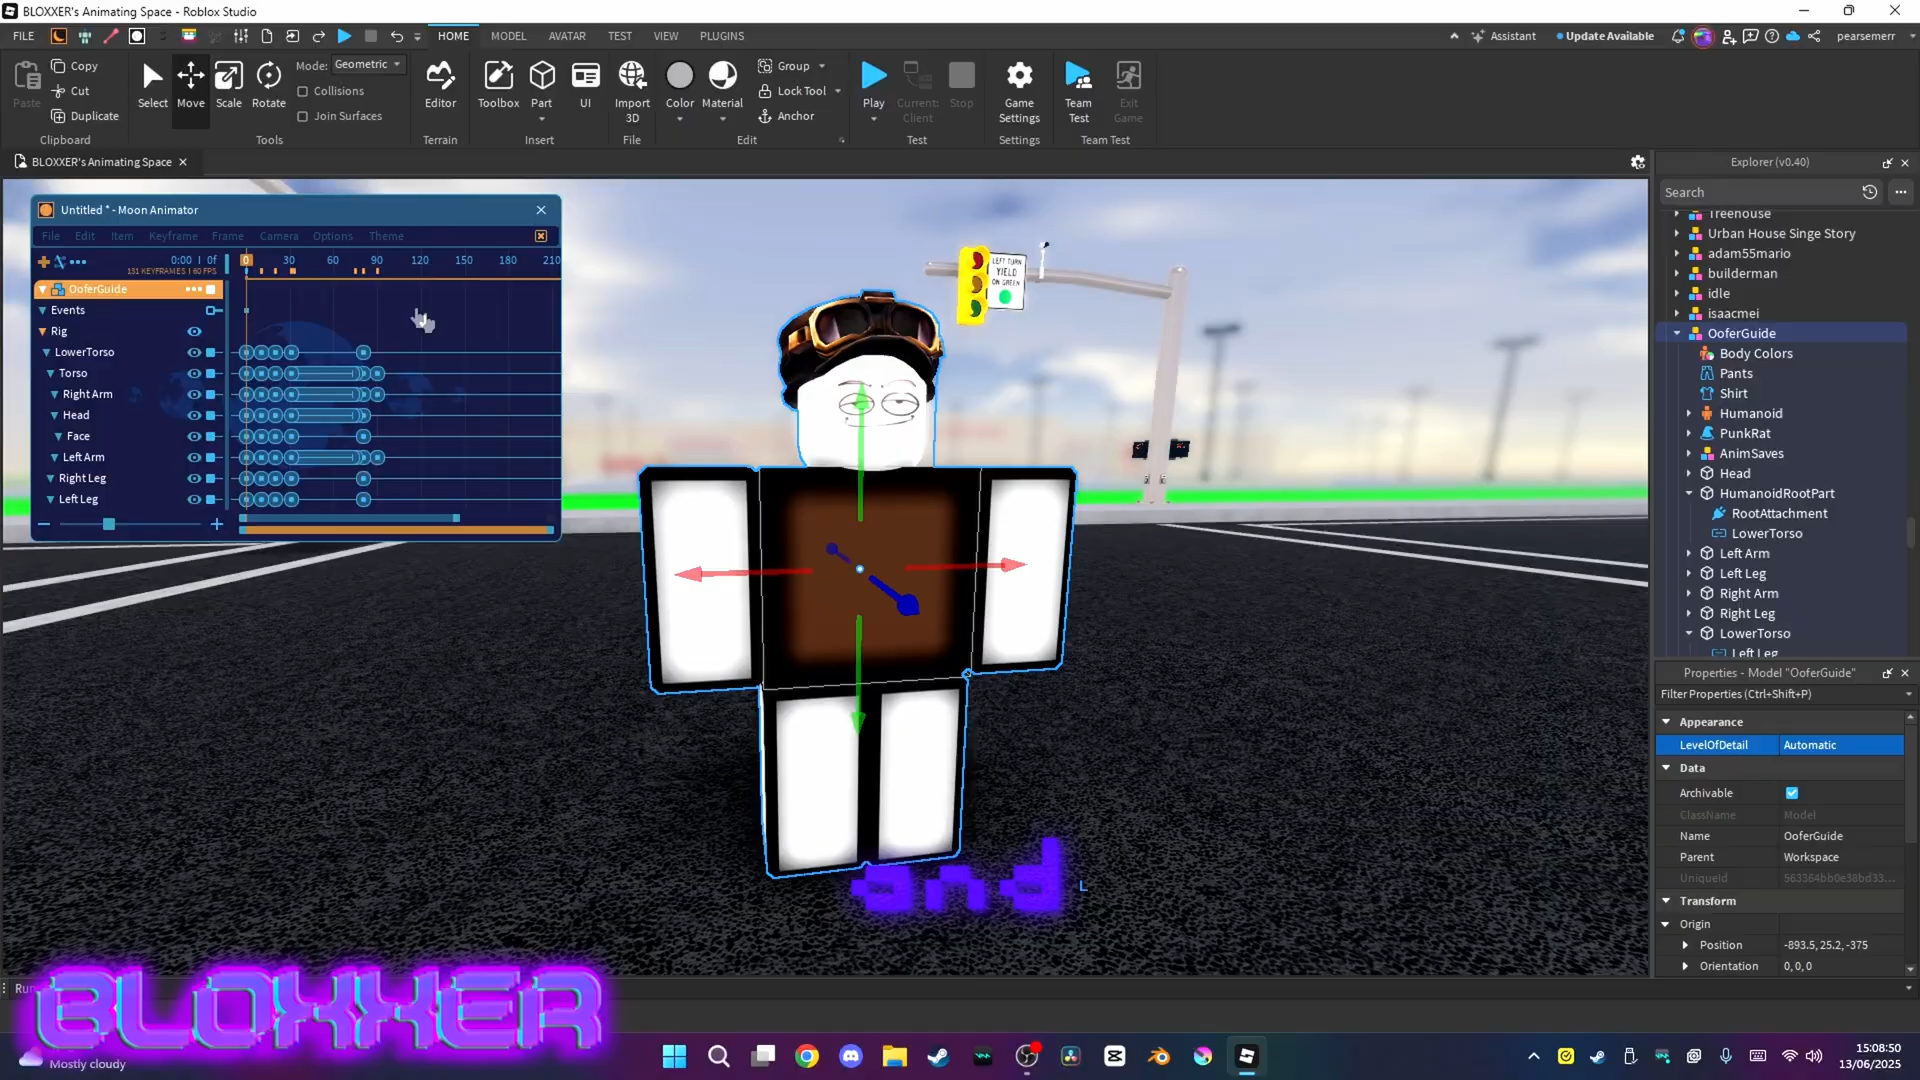 BLOXXER's Animating Space - Roblox Studio
FILE
HOME
MODEL
AVATAR
TEST
VIEW
PLUGINS
Assistant
Update Available
pearsemerr
Paste
Copy
Cut
Duplicate
Clipboard
Select
Move
Scale
Rotate
Mode: Geometric
Collisions
Join Surfaces
Tools
Editor
Terrain
Toolbox
Part
UI
Insert
Import
3D
File
Color
Material
Group
Lock Tool
Anchor
Edit
Play
Current:
Client
Stop
Test
Game
Settings
Settings
Team
Test
Exit
Game
Team Test
BLOXXER's Animating Space
Untitled * - Moon Animator
File Edit Item Keyframe Frame Camera Options Theme
0:00 | 0f
131 KEYFRAMES | 60 FPS
0 30 60 90 120 150 180 210
OoferGuide
Events
Rig
LowerTorso
Torso
Right Arm
Head
Face
Left Arm
Right Leg
Left Leg
LEFT TURN
YIELD
ON GREEN
and
BLOXXER
Explorer (v0.40)
Search
Treehouse
Urban House Singe Story
adam55mario
builderman
idle
isaacmei
OoferGuide
Body Colors
Pants
Shirt
Humanoid
PunkRat
AnimSaves
Head
HumanoidRootPart
RootAttachment
LowerTorso
Left Arm
Left Leg
Right Arm
Right Leg
LowerTorso
Left Leg
Properties - Model "OoferGuide"
Filter Properties (Ctrl+Shift+P)
Appearance
LevelOfDetail Automatic
Data
Archivable
ClassName Model
Name OoferGuide
Parent Workspace
UniqueId 563364bb0e38bd33...
Transform
Origin
Position -893.5, 25.2, -375
Orientation 0, 0, 0
Mostly cloudy
15:08:50
13/06/2025